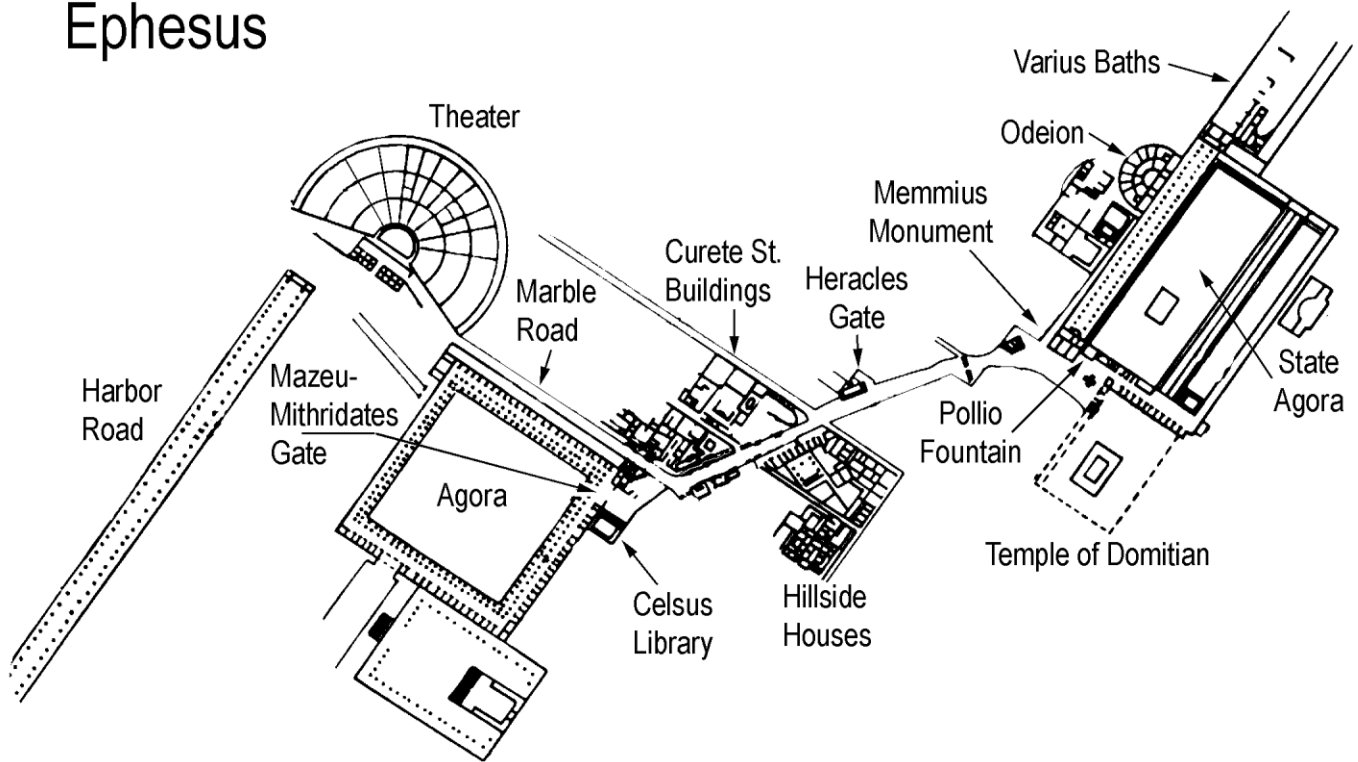 Ephesus
Varius Baths
Theater
Odeion
Memmius
Monument
Curete St.
Buildings
Heracles
Gate
Marble
Road
State
Agora
Harbor
Road
Mazeu-
Mithridates
Gate
Pollio
Fountain
Agora
Temple of Domitian
Celsus
Library
Hillside
Houses